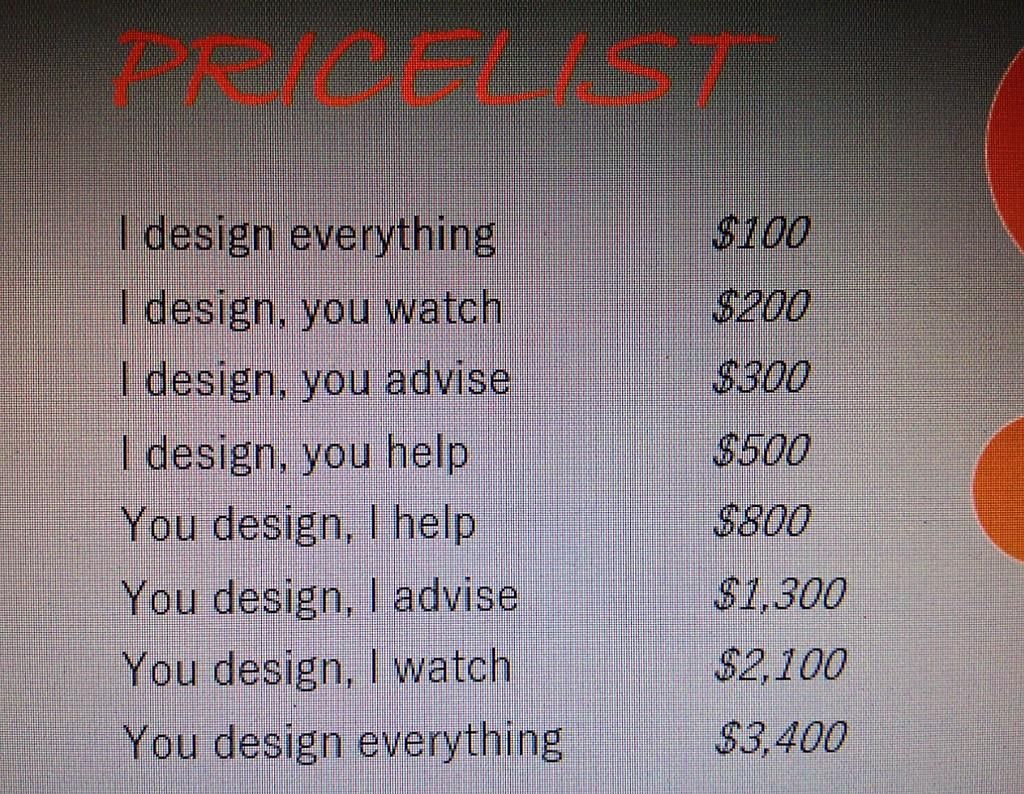 PRICELIST
I design everything $100
I design, you watch $200
I design, you advise $300
I design, you help $500
You design, I help $800
You design, I advise $1,300
You design, I watch $2,100
You design everything $3,400